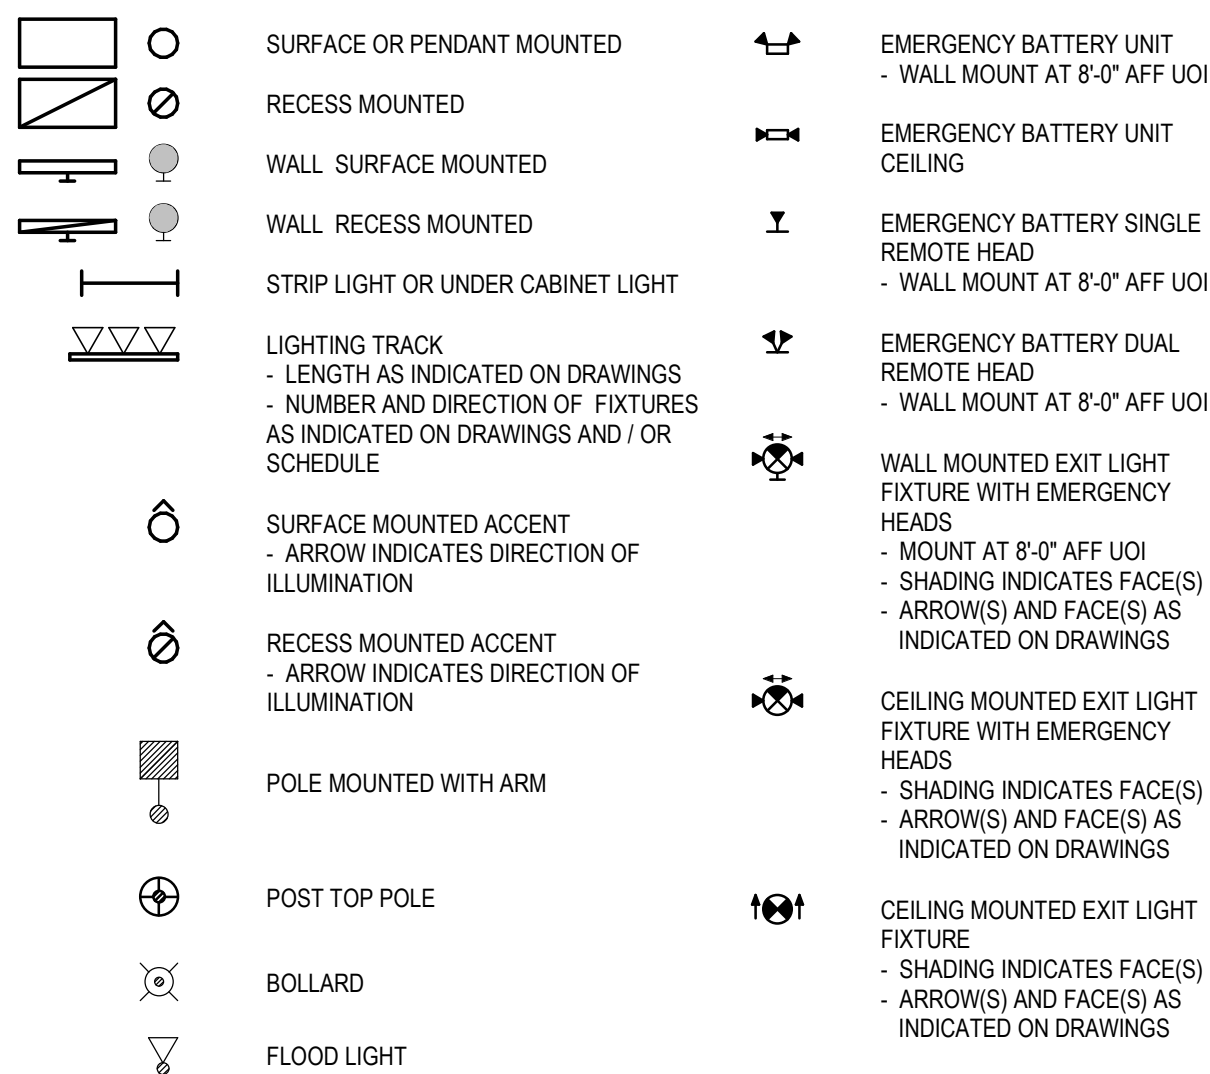 SURFACE OR PENDANT MOUNTED
RECESS MOUNTED
WALL  SURFACE MOUNTED
WALL  RECESS MOUNTED
STRIP LIGHT OR UNDER CABINET LIGHT
LIGHTING TRACK
-  LENGTH AS INDICATED ON DRAWINGS
-  NUMBER AND DIRECTION OF  FIXTURES
AS INDICATED ON DRAWINGS AND / OR
SCHEDULE
SURFACE MOUNTED ACCENT
-  ARROW INDICATES DIRECTION OF
ILLUMINATION
RECESS MOUNTED ACCENT
-  ARROW INDICATES DIRECTION OF
ILLUMINATION
POLE MOUNTED WITH ARM
POST TOP POLE
BOLLARD
FLOOD LIGHT
EMERGENCY BATTERY UNIT
-  WALL MOUNT AT 8'-0" AFF UOI
EMERGENCY BATTERY UNIT
CEILING
EMERGENCY BATTERY SINGLE
REMOTE HEAD
-  WALL MOUNT AT 8'-0" AFF UOI
EMERGENCY BATTERY DUAL
REMOTE HEAD
-  WALL MOUNT AT 8'-0" AFF UOI
WALL MOUNTED EXIT LIGHT
FIXTURE WITH EMERGENCY
HEADS
-  MOUNT AT 8'-0" AFF UOI
-  SHADING INDICATES FACE(S)
-  ARROW(S) AND FACE(S) AS
INDICATED ON DRAWINGS
CEILING MOUNTED EXIT LIGHT
FIXTURE WITH EMERGENCY
HEADS
-  SHADING INDICATES FACE(S)
-  ARROW(S) AND FACE(S) AS
INDICATED ON DRAWINGS
CEILING MOUNTED EXIT LIGHT
FIXTURE
-  SHADING INDICATES FACE(S)
-  ARROW(S) AND FACE(S) AS
INDICATED ON DRAWINGS